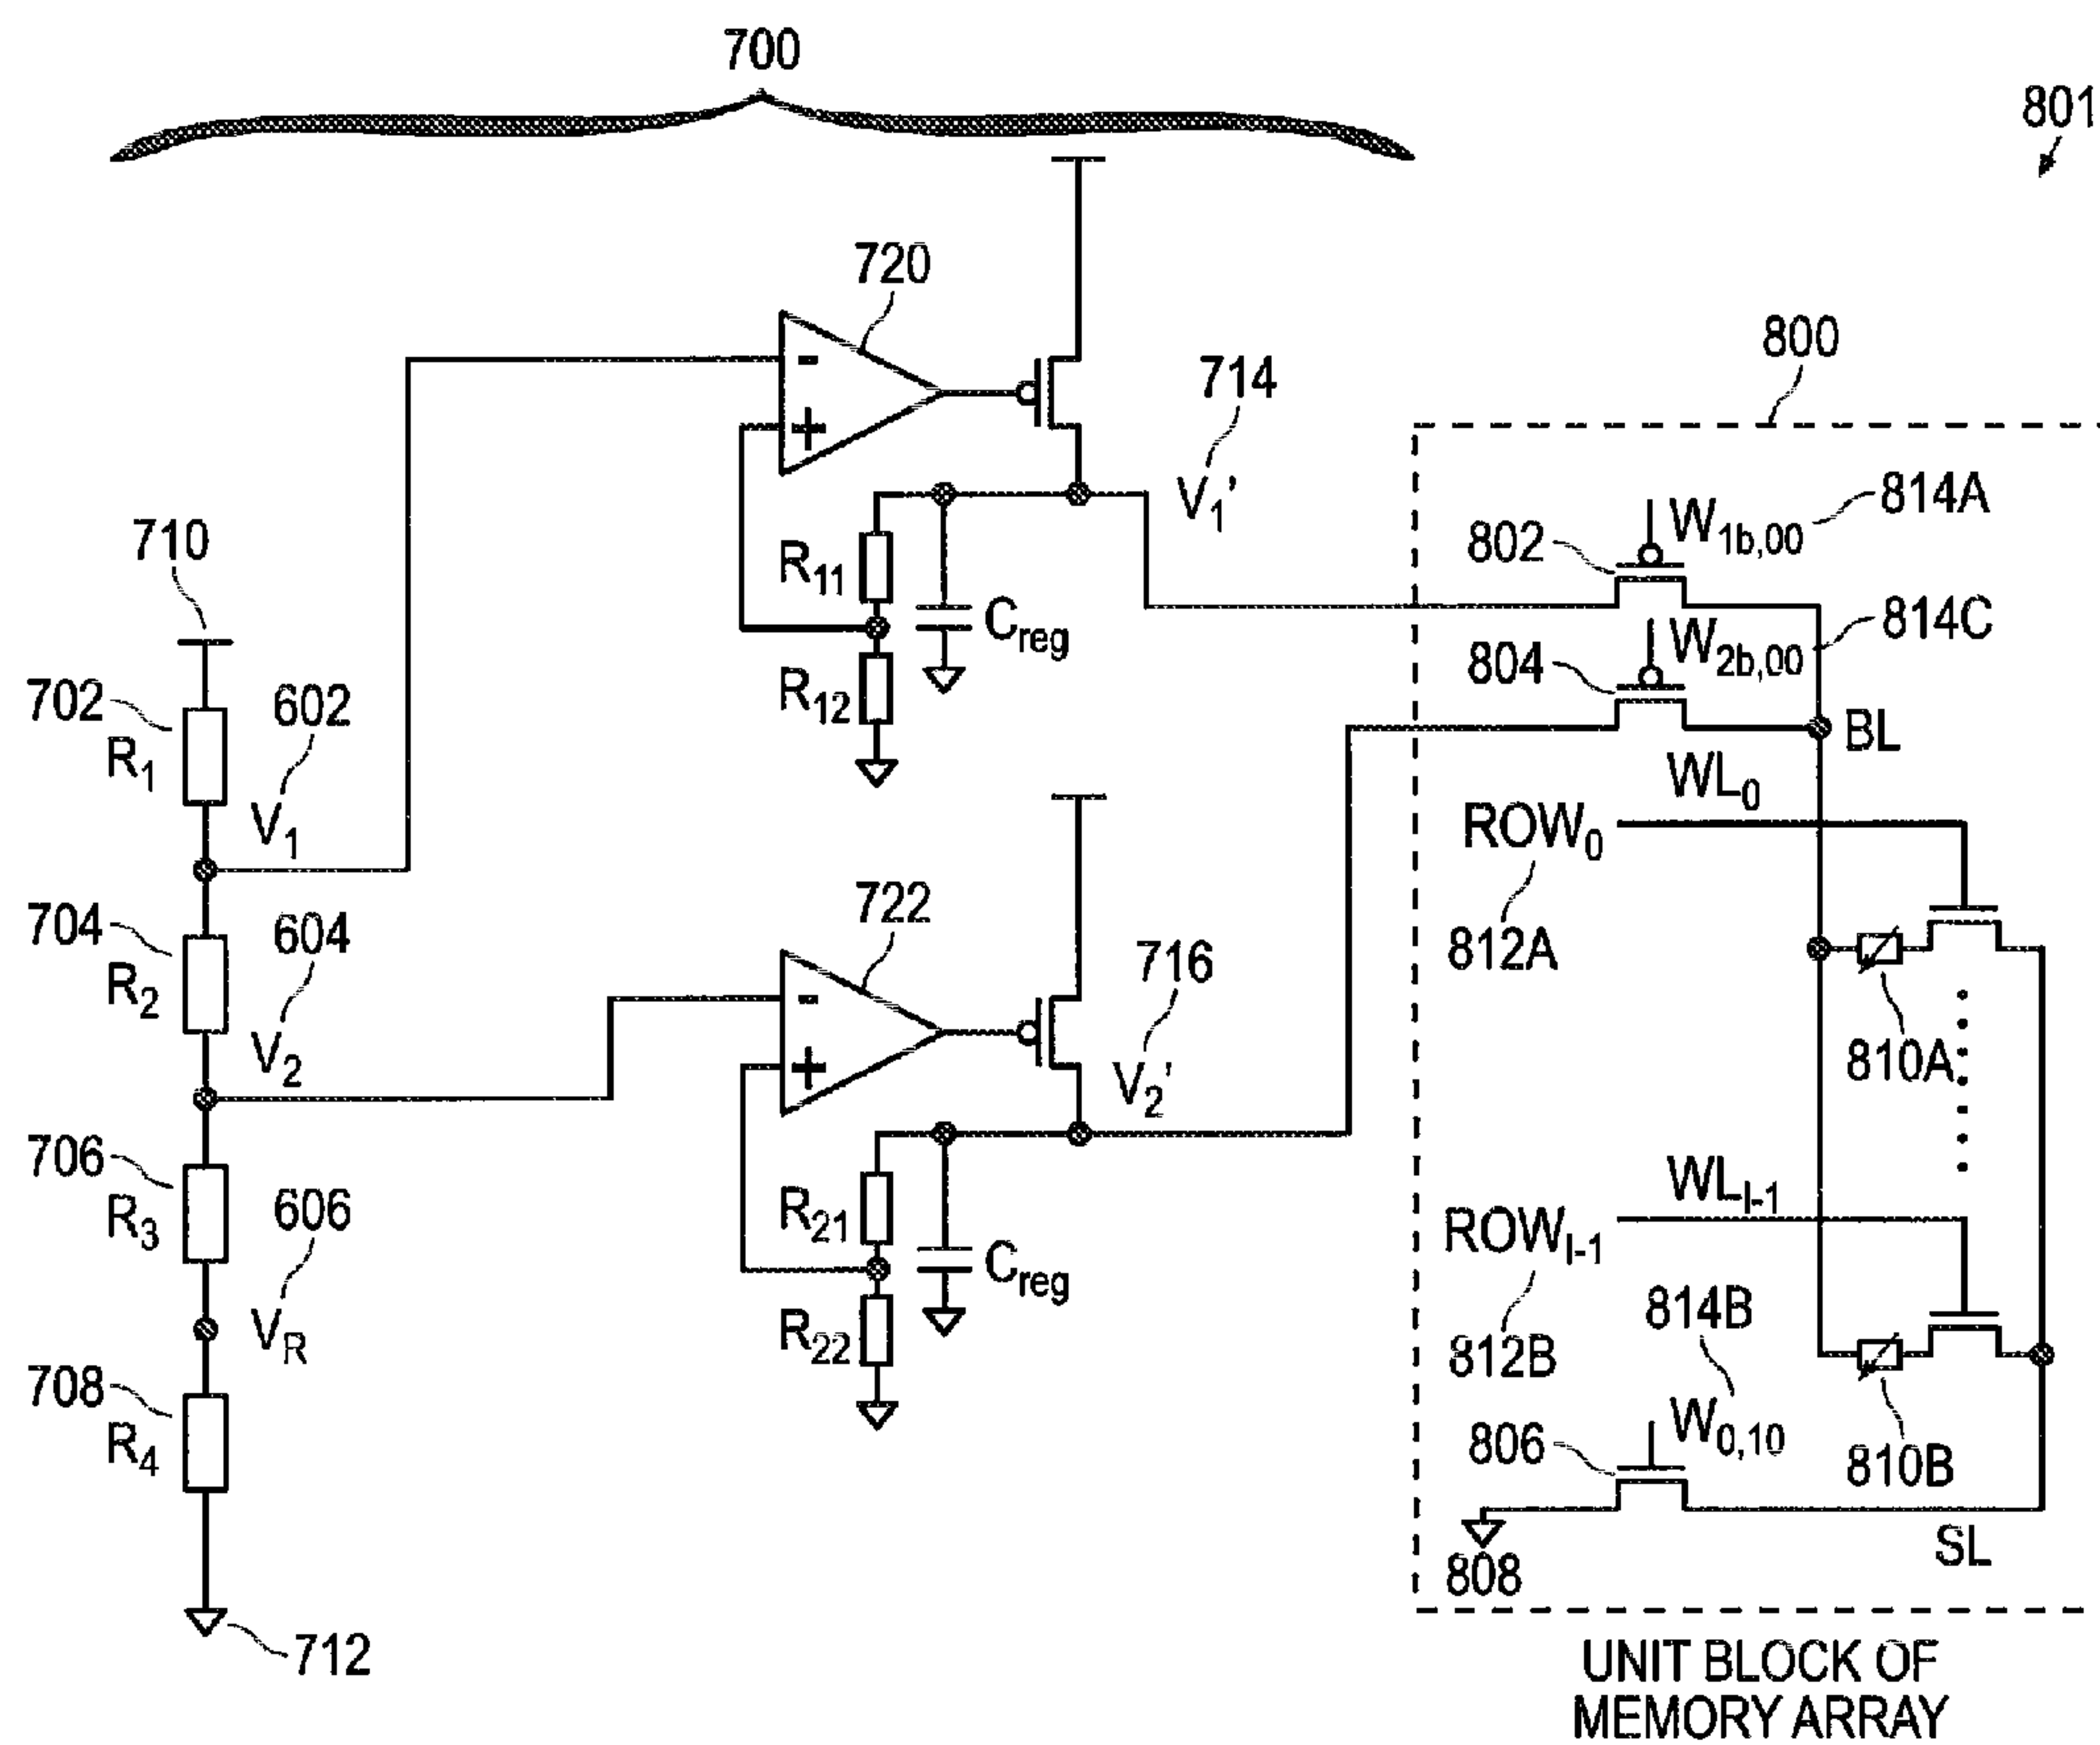 700
801
720
714
V1'
800
710
702
R1
602
V1
R11
R12
Creg
802
W1b,00
814A
804
W2b,00
814C
BL
WL0
ROW0
812A
810A
704
R2
604
V2
722
716
V2'
706
R3
606
VR
R21
R22
Creg
708
R4
712
WLI-1
ROWI-1
812B
814B
W0,10
806
810B
808
SL
UNIT BLOCK OF
MEMORY ARRAY
-
+
-
+